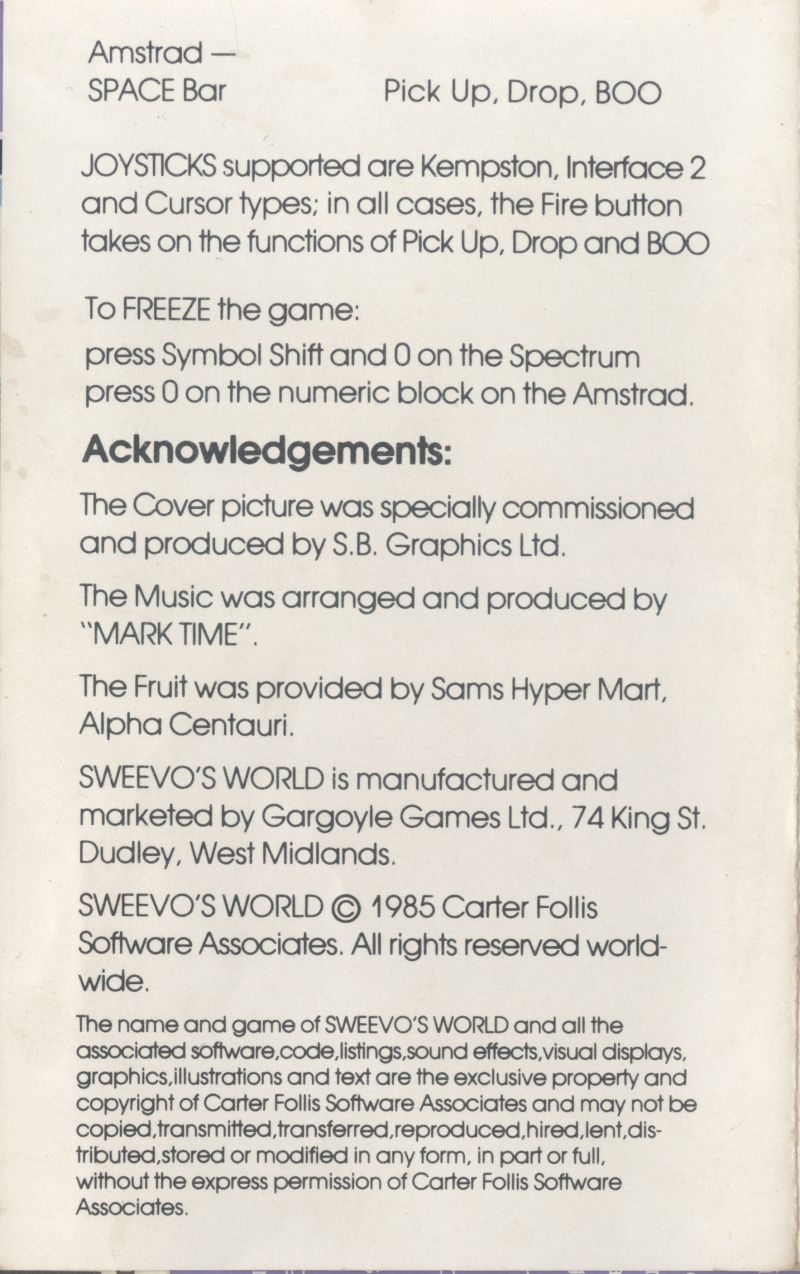 Amstrad —
SPACE Bar Pick Up, Drop, BOO
JOYSTICKS supported are Kempston, Interface 2
and Cursor types; in all cases, the Fire button
takes on the functions of Pick Up, Drop and BOO
To FREEZE the game:
press Symbol Shift and 0 on the Spectrum
press 0 on the numeric block on the Amstrad.
Acknowledgements:
The Cover picture was specially commissioned
and produced by S.B. Graphics Ltd.
The Music was arranged and produced by
"MARK TIME".
The Fruit was provided by Sams Hyper Mart,
Alpha Centauri.
SWEEVO'S WORLD is manufactured and
marketed by Gargoyle Games Ltd., 74 King St.
Dudley, West Midlands.
SWEEVO'S WORLD © 1985 Carter Follis
Software Associates. All rights reserved world-
wide.
The name and game of SWEEVO'S WORLD and all the
associated software,code,listings,sound effects,visual displays,
graphics,illustrations and text are the exclusive property and
copyright of Carter Follis Software Associates and may not be
copied,transmitted,transferred,reproduced,hired,lent,dis-
tributed,stored or modified in any form, in part or full,
without the express permission of Carter Follis Software
Associates.